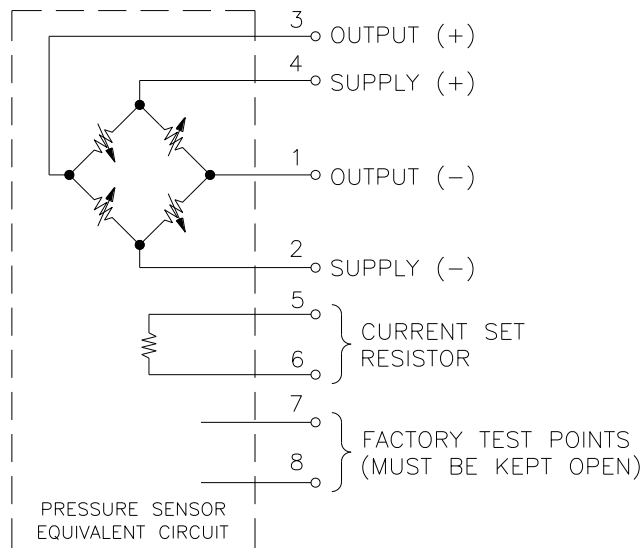 3 OUTPUT (+)
4 SUPPLY (+)
1 OUTPUT (-)
2 SUPPLY (-)
5
CURRENT SET
RESISTOR
6
7
FACTORY TEST POINTS
(MUST BE KEPT OPEN)
8
PRESSURE SENSOR
EQUIVALENT CIRCUIT